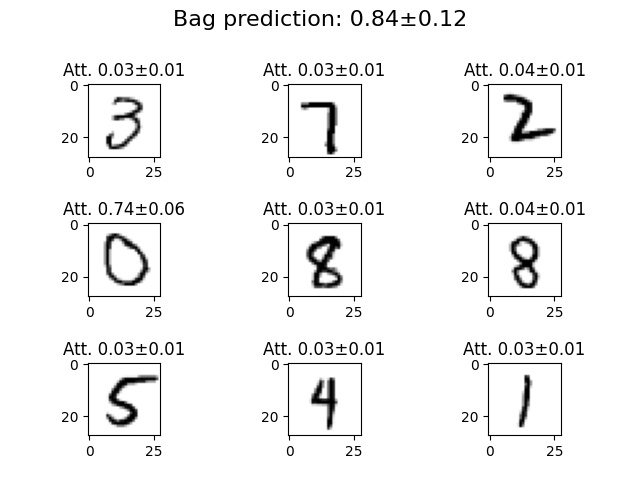 Bag prediction: 0.84±0.12
Att. 0.03±0.01 Att. 0.03±0.01 Att. 0.04±0.01
0 3 0 7 0 2
20 20 20
0 25 0 25 0 25
Att. 0.74±0.06 Att. 0.03±0.01 Att. 0.04±0.01
0 0 0 8 0 8
20 20 20
0 25 0 25 0 25
Att. 0.03±0.01 Att. 0.03±0.01 Att. 0.03±0.01
0 5 0 4 0 1
20 20 20
0 25 0 25 0 25